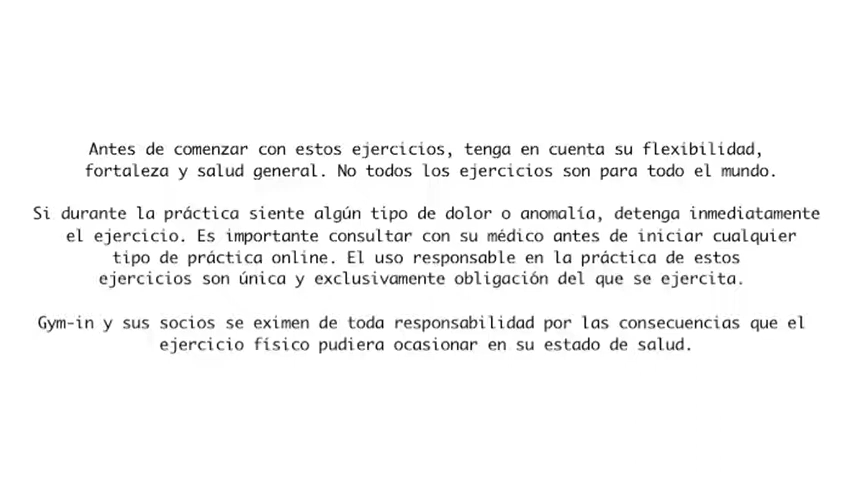 Antes de comenzar con estos ejercicios, tenga en cuenta su flexibilidad,
fortaleza y salud general. No todos los ejercicios son para todo el mundo.
Si durante la práctica siente algún tipo de dolor o anomalía, detenga inmediatamente
el ejercicio. Es importante consultar con su médico antes de iniciar cualquier
tipo de práctica online. El uso responsable en la práctica de estos
ejercicios son única y exclusivamente obligación del que se ejercita.
Gym-in y sus socios se eximen de toda responsabilidad por las consecuencias que el
ejercicio físico pudiera ocasionar en su estado de salud.